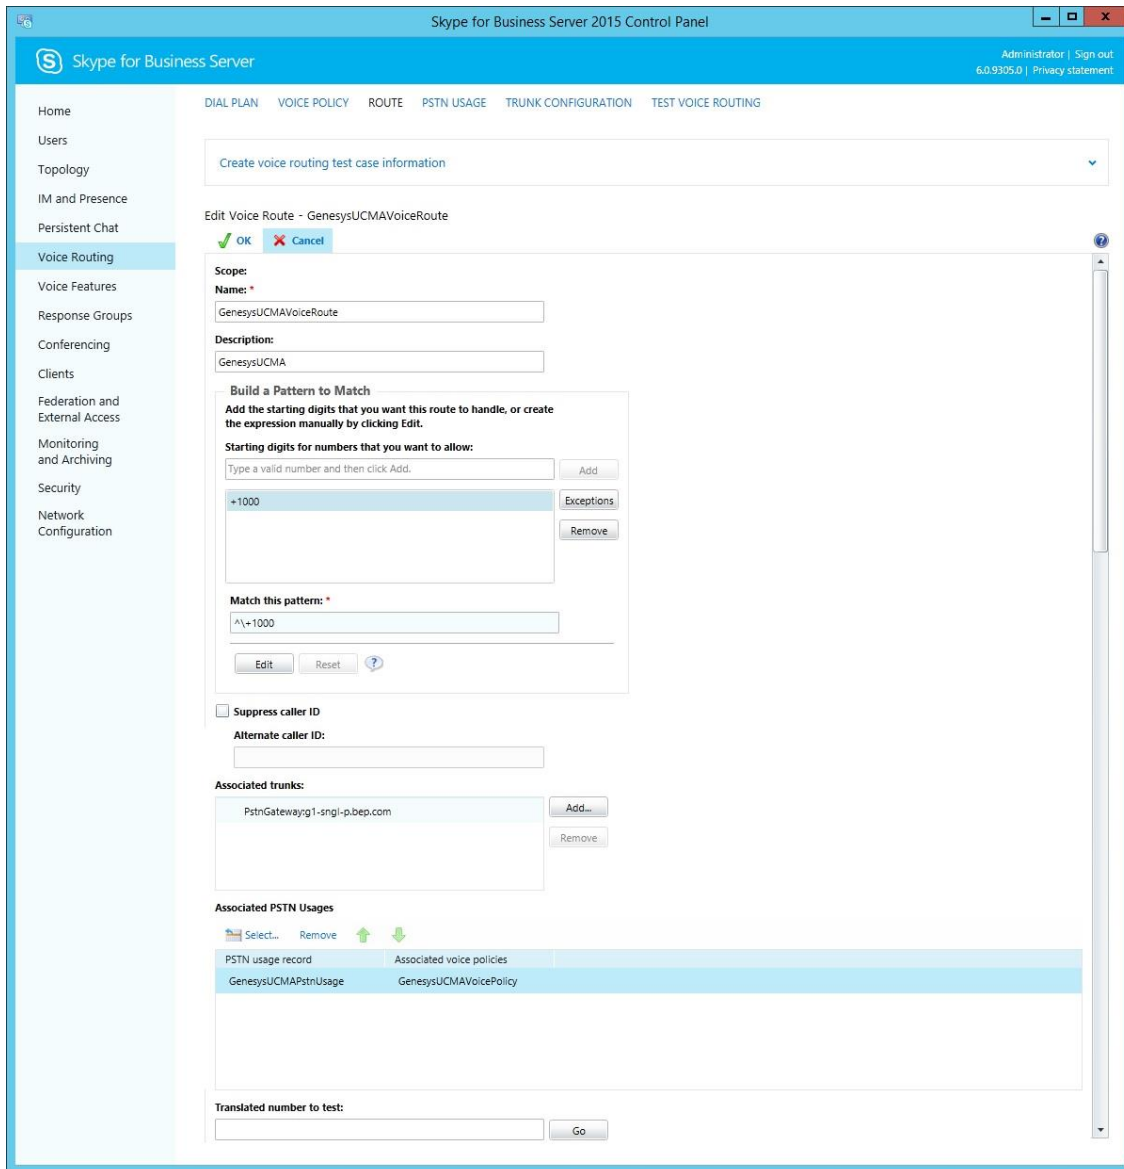 Skype for Business Server 2015 Control Panel
Skype for Business Server
Administrator | Sign out
6.0.9305.0 | Privacy statement
Home
Users
Topology
IM and Presence
Persistent Chat
Voice Routing
Voice Features
Response Groups
Conferencing
Clients
Federation and
External Access
Monitoring
and Archiving
Security
Network
Configuration
DIAL PLAN VOICE POLICY ROUTE PSTN USAGE TRUNK CONFIGURATION TEST VOICE ROUTING
Create voice routing test case information
Edit Voice Route - GenesysUCMAVoiceRoute
OK Cancel
Scope:
Name: *
GenesysUCMAVoiceRoute
Description:
GenesysUCMA
Build a Pattern to Match
Add the starting digits that you want this route to handle, or create
the expression manually by clicking Edit.
Starting digits for numbers that you want to allow:
Type a valid number and then click Add. Add
+1000 Exceptions
Remove
Match this pattern: *
^\+1000
Edit Reset ?
Suppress caller ID
Alternate caller ID:
Associated trunks:
PstnGateway:g1-sngl-p.bep.com Add...
Remove
Associated PSTN Usages
Select... Remove
PSTN usage record Associated voice policies
GenesysUCMAPstnUsage GenesysUCMAVoicePolicy
Translated number to test:
Go